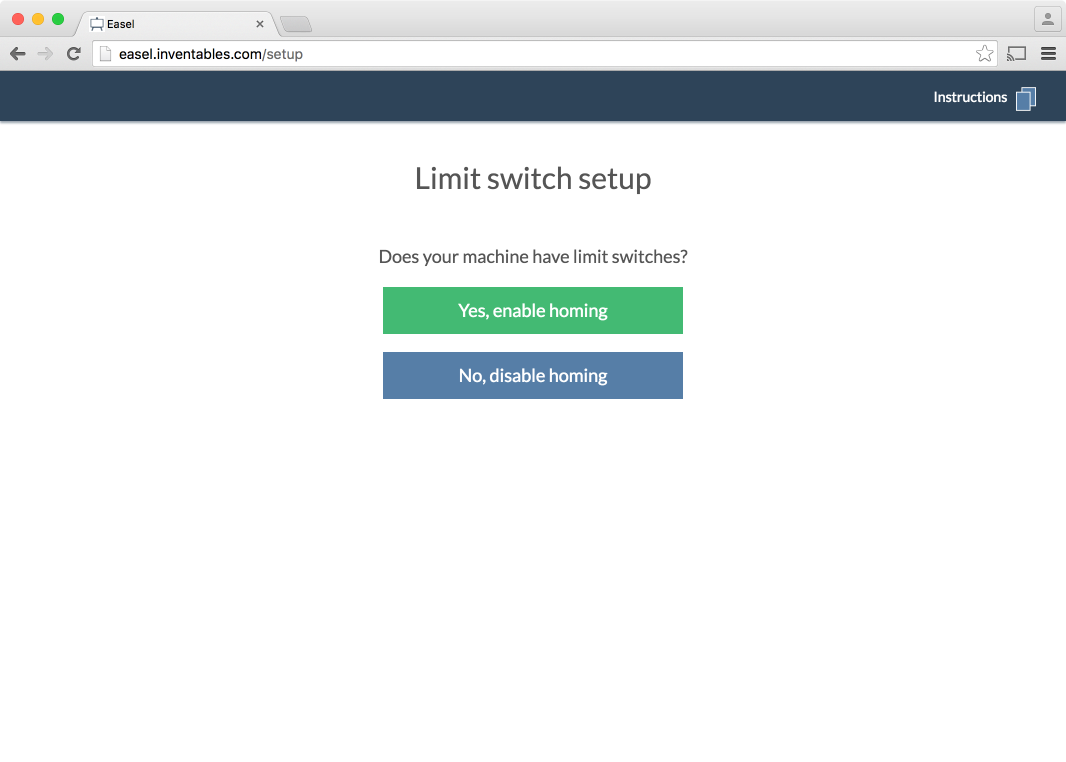 Easel
easel.inventables.com/setup
Instructions
Limit switch setup
Does your machine have limit switches?
Yes, enable homing
No, disable homing